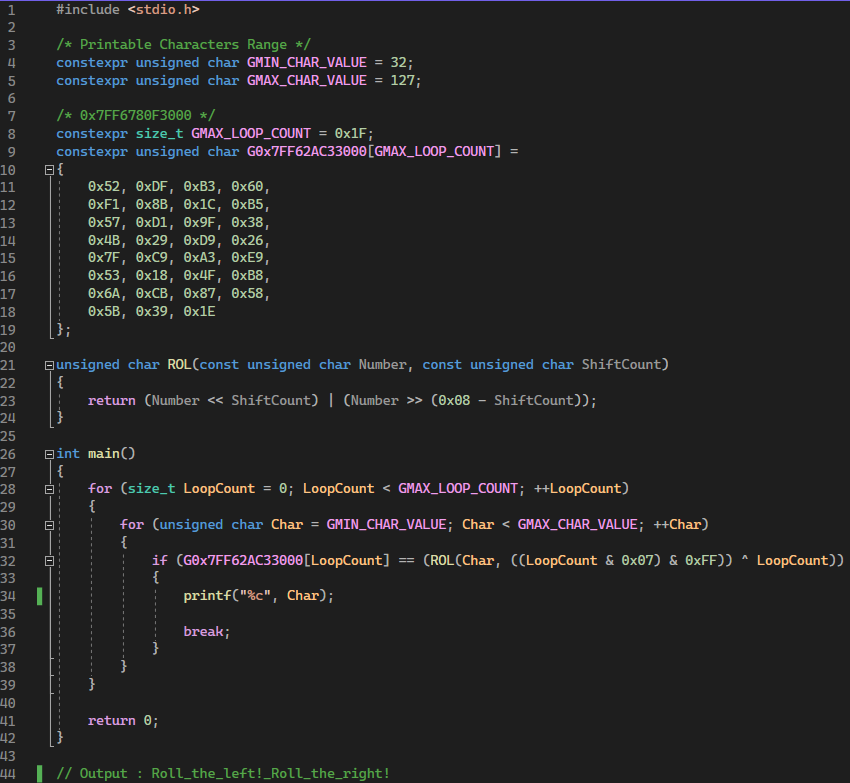 1 #include <stdio.h>
2
3 /* Printable Characters Range */
4 constexpr unsigned char GMIN_CHAR_VALUE = 32;
5 constexpr unsigned char GMAX_CHAR_VALUE = 127;
6
7 /* 0x7FF6780F3000 */
8 constexpr size_t GMAX_LOOP_COUNT = 0x1F;
9 constexpr unsigned char G0x7FF62AC33000[GMAX_LOOP_COUNT] =
10 {
11 0x52, 0xDF, 0xB3, 0x60,
12 0xF1, 0x8B, 0x1C, 0xB5,
13 0x57, 0xD1, 0x9F, 0x38,
14 0x4B, 0x29, 0xD9, 0x26,
15 0x7F, 0xC9, 0xA3, 0xE9,
16 0x53, 0x18, 0x4F, 0xB8,
17 0x6A, 0xCB, 0x87, 0x58,
18 0x5B, 0x39, 0x1E
19 };
20
21 unsigned char ROL(const unsigned char Number, const unsigned char ShiftCount)
22 {
23 return (Number << ShiftCount) | (Number >> (0x08 - ShiftCount));
24 }
25
26 int main()
27 {
28 for (size_t LoopCount = 0; LoopCount < GMAX_LOOP_COUNT; ++LoopCount)
29 {
30 for (unsigned char Char = GMIN_CHAR_VALUE; Char < GMAX_CHAR_VALUE; ++Char)
31 {
32 if (G0x7FF62AC33000[LoopCount] == (ROL(Char, ((LoopCount & 0x07) & 0xFF)) ^ LoopCount))
33 {
34 printf("%c", Char);
35
36 break;
37 }
38 }
39 }
40
41 return 0;
42 }
43
44 // Output : Roll_the_left!_Roll_the_right!